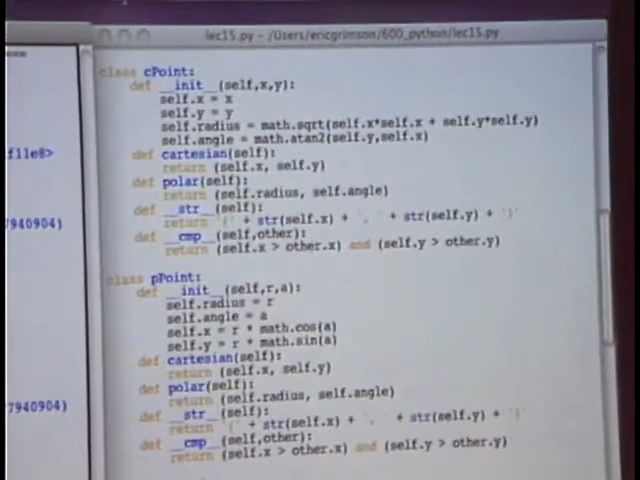 lec15.py - /Users/ericgrimson/600_python/lec15.py
class cPoint:
def __init__(self,x,y):
self.x = x
self.y = y
self.radius = math.sqrt(self.x*self.x + self.y*self.y)
self.angle = math.atan2(self.y,self.x)
def cartesian(self):
return (self.x, self.y)
def polar(self):
return (self.radius, self.angle)
def __str__(self):
return '(' + str(self.x) + ', ' + str(self.y) + ')'
def __cmp__(self,other):
return (self.x > other.x) and (self.y > other.y)
class pPoint:
def __init__(self,r,a):
self.radius = r
self.angle = a
self.x = r * math.cos(a)
self.y = r * math.sin(a)
def cartesian(self):
return (self.x, self.y)
def polar(self):
return (self.radius, self.angle)
def __str__(self):
return '(' + str(self.x) + ', ' + str(self.y) + ')'
def __cmp__(self,other):
return (self.x > other.x) and (self.y > other.y)
f11e8>
7940904)
7940904)